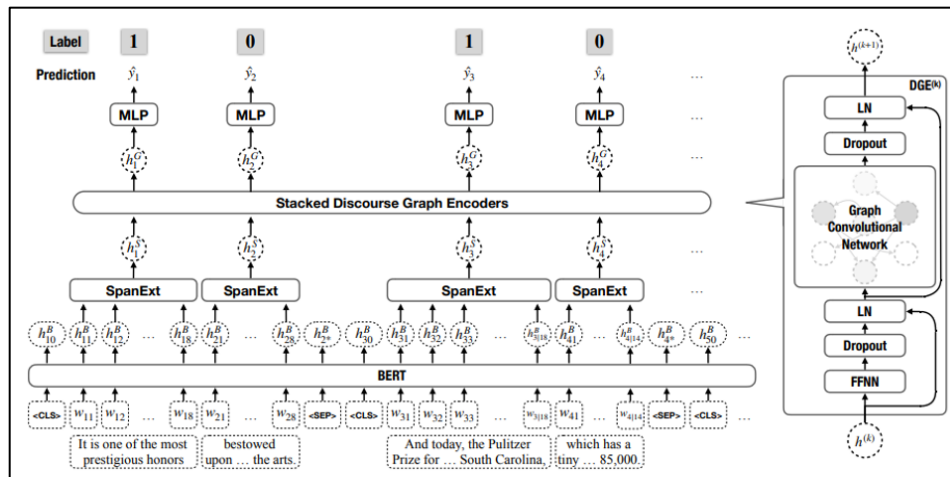 Label 1 0 1 0
Prediction ŷ₁ ŷ₂ ŷ₃ ŷ₄ ...
MLP MLP MLP MLP ...
h₁ᴳ h₂ᴳ h₃ᴳ h₄ᴳ ...
Stacked Discourse Graph Encoders
h₁ˢ h₂ˢ h₃ˢ h₄ˢ ...
SpanExt SpanExt SpanExt SpanExt ...
h₁₀ᴮ h₁₁ᴮ h₁₂ᴮ ... h₁₈ᴮ h₂₁ᴮ ... h₂₈ᴮ h₂*ᴮ h₃₀ᴮ h₃₁ᴮ h₃₂ᴮ h₃₃ᴮ ... h₃|₁₈ᴮ h₄₁ᴮ ... h₄|₁₄ᴮ h₄*ᴮ h₅₀ᴮ
BERT
<CLS> w₁₁ w₁₂ ... w₁₈ w₂₁ ... w₂₈ <SEP> <CLS> w₃₁ w₃₂ w₃₃ ... w₃|₁₈ w₄₁ ... w₄|₁₄ <SEP> <CLS> ...
It is one of the most
prestigious honors
bestowed
upon ... the arts.
And today, the Pulitzer
Prize for ... South Carolina,
which has a
tiny ... 85,000.
h⁽ᵏ⁺¹⁾
DGE⁽ᵏ⁾
LN
Dropout
Graph
Convolutional
Network
LN
Dropout
FFNN
h⁽ᵏ⁾